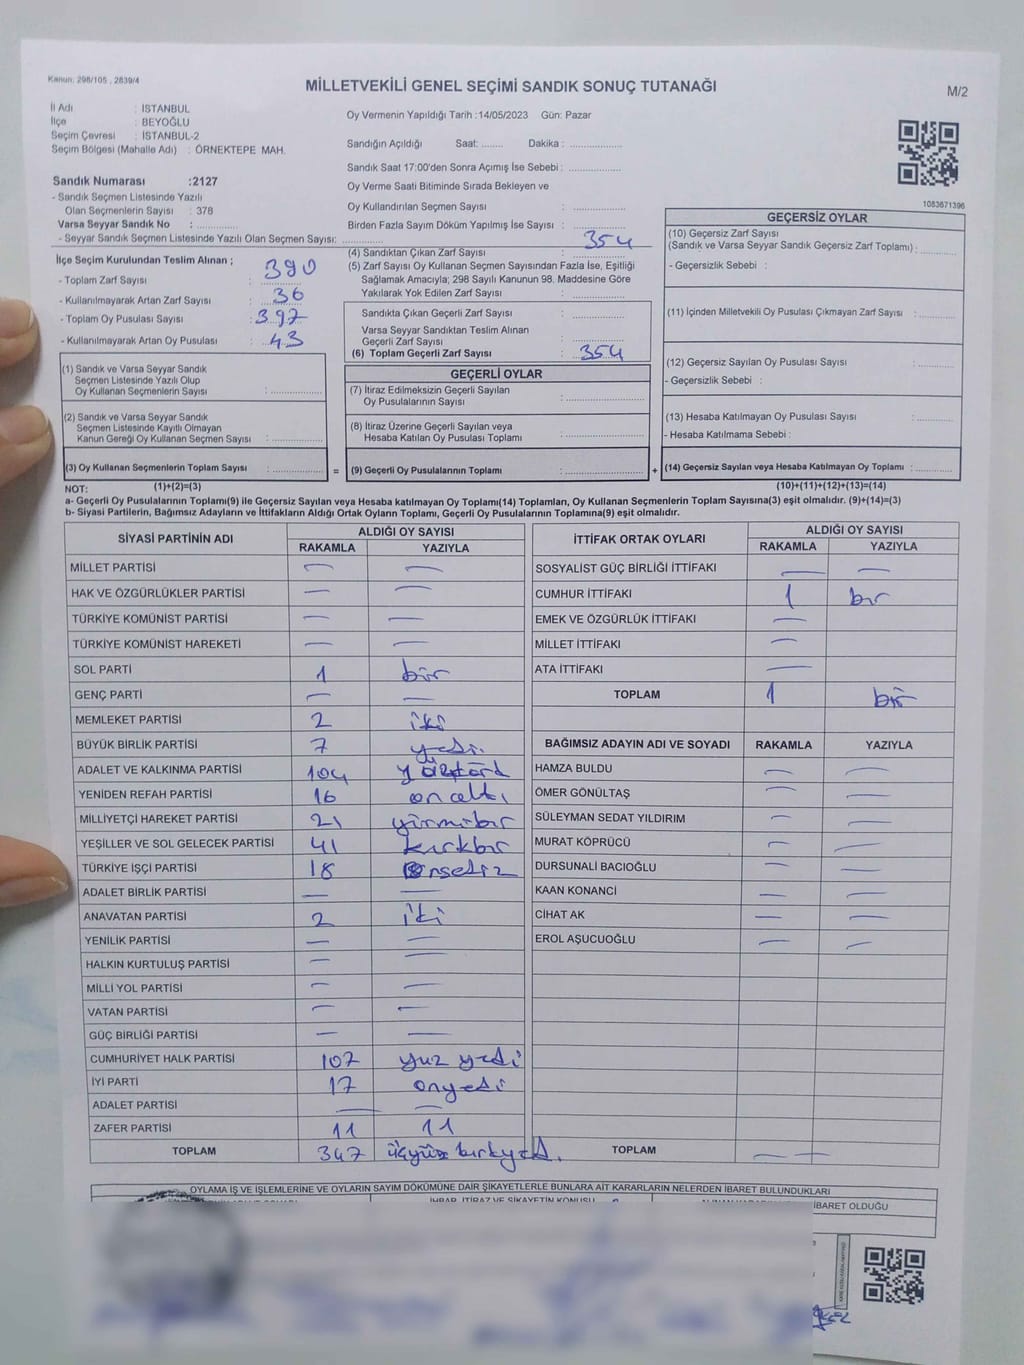 Kanun: 298/105 , 2839/4
MİLLETVEKİLİ GENEL SEÇİMİ SANDIK SONUÇ TUTANAĞI
M/2
İl Adı : İSTANBUL
İlçe : BEYOĞLU
Seçim Çevresi : İSTANBUL-2
Seçim Bölgesi (Mahalle Adı) : ÖRNEKTEPE MAH.
Sandık Numarası :2127
- Sandık Seçmen Listesinde Yazılı
Olan Seçmenlerin Sayısı : 378
Varsa Seyyar Sandık No : ............
- Seyyar Sandık Seçmen Listesinde Yazılı Olan Seçmen Sayısı: ............
İlçe Seçim Kurulundan Teslim Alınan ;
- Toplam Zarf Sayısı : 390
- Kullanılmayarak Artan Zarf Sayısı : 36
- Toplam Oy Pusulası Sayısı : 397
- Kullanılmayarak Artan Oy Pusulası : 43
Oy Vermenin Yapıldığı Tarih :14/05/2023 Gün: Pazar
Sandığın Açıldığı Saat: ....... Dakika : ................
Sandık Saat 17:00'den Sonra Açımış İse Sebebi : ................
Oy Verme Saati Bitiminde Sırada Bekleyen ve
Oy Kullandırılan Seçmen Sayısı : ................
Birden Fazla Sayım Döküm Yapılmış İse Sayısı : ................
(4) Sandıktan Çıkan Zarf Sayısı : 354
(5) Zarf Sayısı Oy Kullanan Seçmen Sayısından Fazla İse, Eşitliği
Sağlamak Amacıyla; 298 Sayılı Kanunun 98. Maddesine Göre
Yakılarak Yok Edilen Zarf Sayısı : ................
Sandıkta Çıkan Geçerli Zarf Sayısı : ................
Varsa Seyyar Sandıktan Teslim Alınan
Geçerli Zarf Sayısı : ................
(6) Toplam Geçerli Zarf Sayısı : 354
1083671396
GEÇERSİZ OYLAR
(10) Geçersiz Zarf Sayısı
(Sandık ve Varsa Seyyar Sandık Geçersiz Zarf Toplamı) : ............
- Geçersizlik Sebebi :
(11) İçinden Milletvekili Oy Pusulası Çıkmayan Zarf Sayısı : ............
(12) Geçersiz Sayılan Oy Pusulası Sayısı : ............
- Geçersizlik Sebebi :
(13) Hesaba Katılmayan Oy Pusulası Sayısı : ............
- Hesaba Katılmama Sebebi :
(1) Sandık ve Varsa Seyyar Sandık
Seçmen Listesinde Yazılı Olup
Oy Kullanan Seçmenlerin Sayısı : ............
(2) Sandık ve Varsa Seyyar Sandık
Seçmen Listesinde Kayıtlı Olmayan
Kanun Gereği Oy Kullanan Seçmen Sayısı : ............
GEÇERLİ OYLAR
(7) İtiraz Edilmeksizin Geçerli Sayılan
Oy Pusulalarının Sayısı : ................
(8) İtiraz Üzerine Geçerli Sayılan veya
Hesaba Katılan Oy Pusulası Toplamı : ................
(3) Oy Kullanan Seçmenlerin Toplam Sayısı : ............ = (9) Geçerli Oy Pusulalarının Toplamı : ................ + (14) Geçersiz Sayılan veya Hesaba Katılmayan Oy Toplamı : ............
NOT: (1)+(2)=(3) (10)+(11)+(12)+(13)=(14)
a- Geçerli Oy Pusulalarının Toplamı(9) ile Geçersiz Sayılan veya Hesaba katılmayan Oy Toplamı(14) Toplamları, Oy Kullanan Seçmenlerin Toplam Sayısına(3) eşit olmalıdır. (9)+(14)=(3)
b- Siyasi Partilerin, Bağımsız Adayların ve İttifakların Aldığı Ortak Oyların Toplamı, Geçerli Oy Pusulalarının Toplamına(9) eşit olmalıdır.
SİYASİ PARTİNİN ADI ALDIĞI OY SAYISI
RAKAMLA YAZIYLA
MİLLET PARTİSİ — —
HAK VE ÖZGÜRLÜKLER PARTİSİ — —
TÜRKİYE KOMÜNİST PARTİSİ — —
TÜRKİYE KOMÜNİST HAREKETİ — —
SOL PARTİ 1 bir
GENÇ PARTİ — —
MEMLEKET PARTİSİ 2 iki
BÜYÜK BİRLİK PARTİSİ 7 yedi
ADALET VE KALKINMA PARTİSİ 104 yüzdört
YENİDEN REFAH PARTİSİ 16 onaltı
MİLLİYETÇİ HAREKET PARTİSİ 21 yirmibir
YEŞİLLER VE SOL GELECEK PARTİSİ 41 kırkbir
TÜRKİYE İŞÇİ PARTİSİ 18 onsekiz
ADALET BİRLİK PARTİSİ — —
ANAVATAN PARTİSİ 2 iki
YENİLİK PARTİSİ — —
HALKIN KURTULUŞ PARTİSİ — —
MİLLİ YOL PARTİSİ — —
VATAN PARTİSİ — —
GÜÇ BİRLİĞİ PARTİSİ — —
CUMHURİYET HALK PARTİSİ 107 yuz yedi
İYİ PARTİ 17 onyedi
ADALET PARTİSİ — —
ZAFER PARTİSİ 11 11
TOPLAM 347 üçyüz kırkyedi.
İTTİFAK ORTAK OYLARI ALDIĞI OY SAYISI
RAKAMLA YAZIYLA
SOSYALİST GÜÇ BİRLİĞİ İTTİFAKI — —
CUMHUR İTTİFAKI 1 bir
EMEK VE ÖZGÜRLÜK İTTİFAKI —
MİLLET İTTİFAKI —
ATA İTTİFAKI —
TOPLAM 1 bir
BAĞIMSIZ ADAYIN ADI VE SOYADI RAKAMLA YAZIYLA
HAMZA BULDU — —
ÖMER GÖNÜLTAŞ — —
SÜLEYMAN SEDAT YILDIRIM — —
MURAT KÖPRÜCÜ — —
DURSUNALİ BACIOĞLU — —
KAAN KONANCİ — —
CİHAT AK — —
EROL AŞUCUOĞLU — —
TOPLAM — —
OYLAMA İŞ VE İŞLEMLERİNE VE OYLARIN SAYIM DÖKÜMÜNE DAİR ŞİKAYETLERLE BUNLARA AİT KARARLARIN NELERDEN İBARET BULUNDUKLARI
İHBAR, İTİRAZ VE ŞİKAYETİN KONUSU
İBARET OLDUĞU